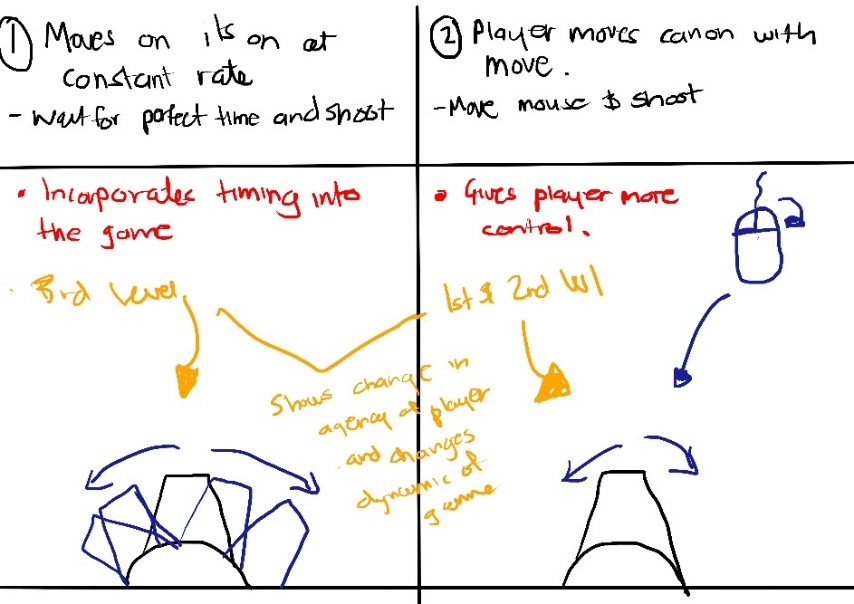 1 Moves on its on at
constant rate
- Wait for perfect time and shoot
2 Player moves canon with
move.
- Move mouse & shoot
• Incorporates timing into
the game
• Gives player more
control.
• 3rd level
1st & 2nd lvl
Shows change in
agency of player
and changes
dynamic of
game